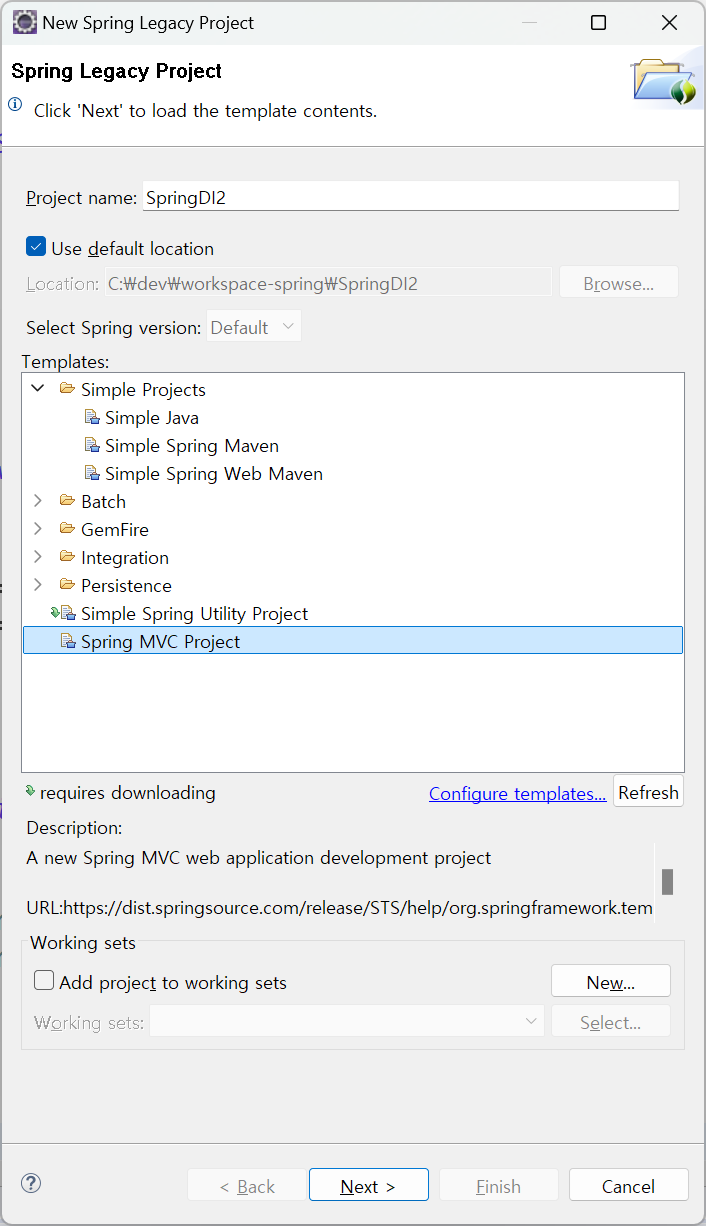 New Spring Legacy Project
Spring Legacy Project
Click 'Next' to load the template contents.
Project name: SpringDI2
Use default location
Location: C:₩dev₩workspace-spring₩SpringDI2 Browse...
Select Spring version: Default
Templates:
Simple Projects
Simple Java
Simple Spring Maven
Simple Spring Web Maven
Batch
GemFire
Integration
Persistence
Simple Spring Utility Project
Spring MVC Project
requires downloading Configure templates... Refresh
Description:
A new Spring MVC web application development project
URL:https://dist.springsource.com/release/STS/help/org.springframework.tem
Working sets
Add project to working sets New...
Working sets: Select...
< Back Next > Finish Cancel